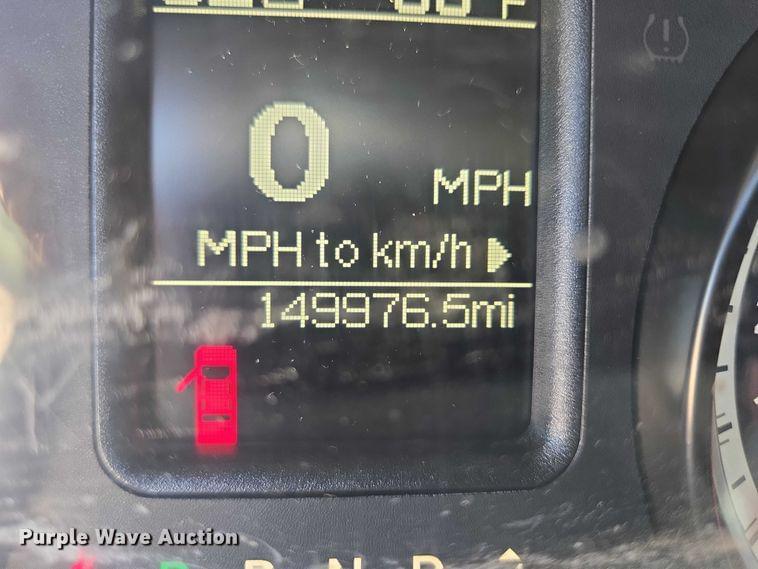 0
MPH
MPH to km/h
149976.5mi
Purple Wave Auction
P R N D